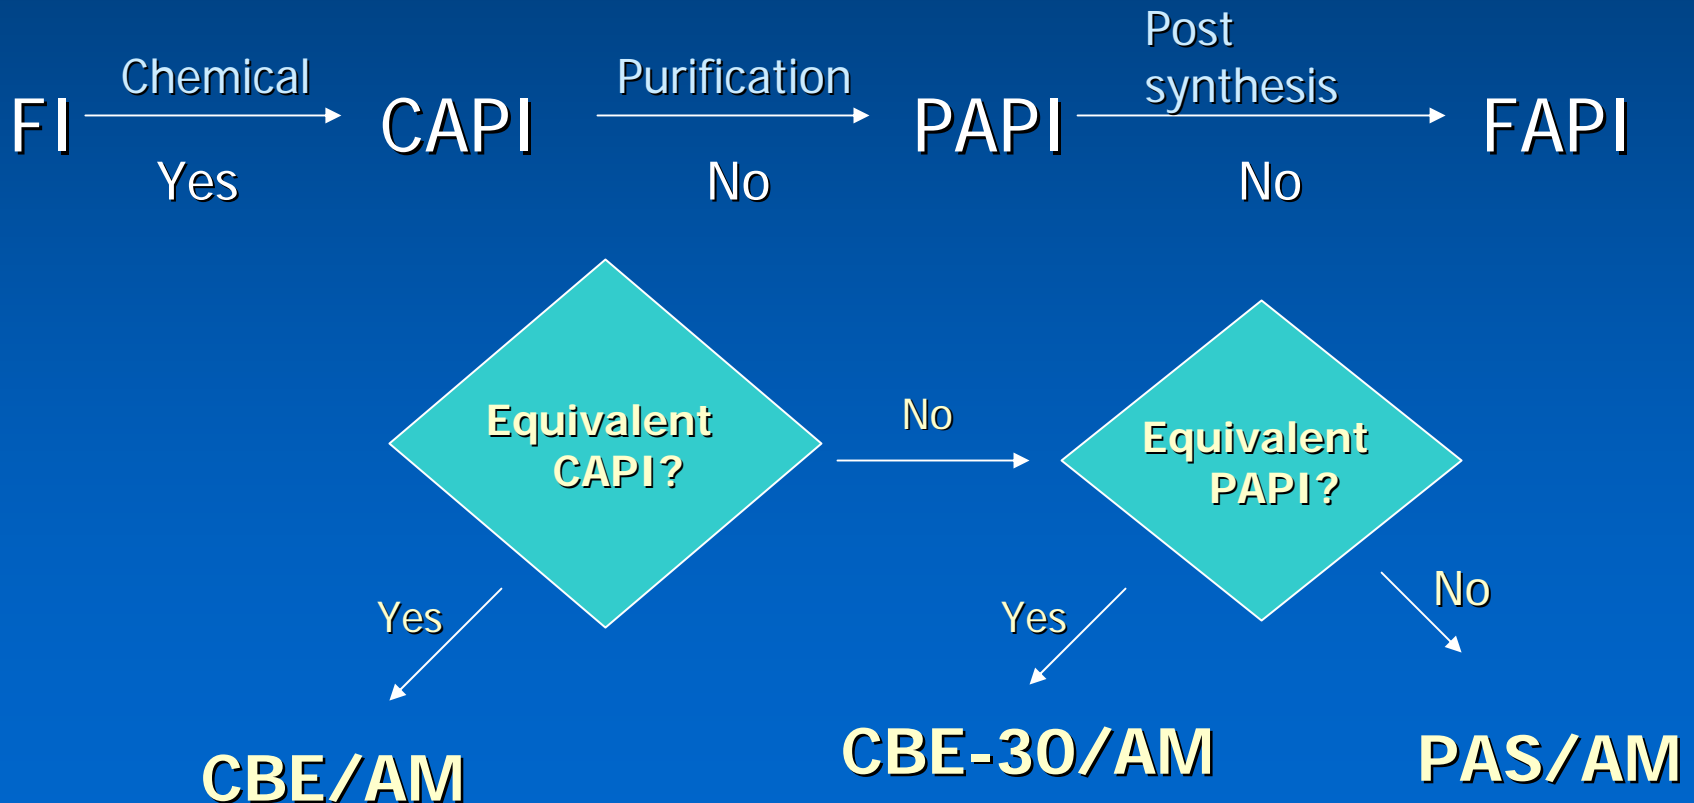 Post
Chemical
Purification
synthesis
FI
CAPI
PAPI
FAPI
Yes
No
No
Equivalent
CAPI?
No
Equivalent
PAPI?
Yes
Yes
No
CBE/AM
CBE-30/AM
PAS/AM